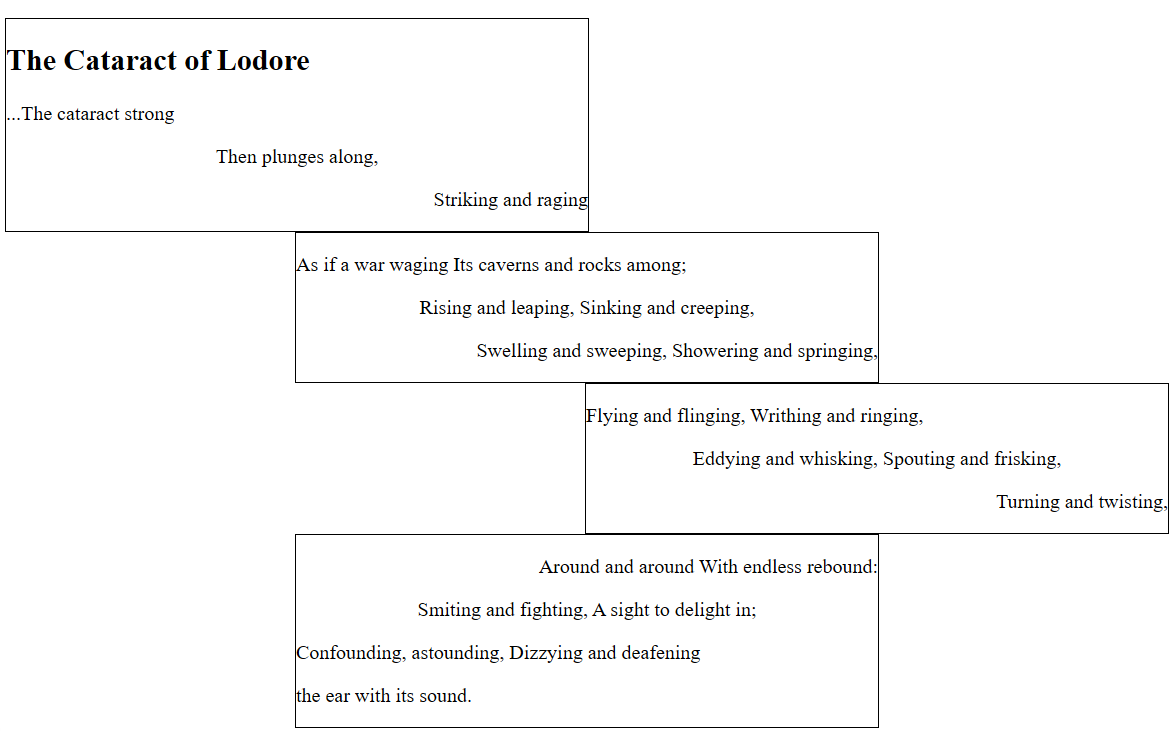 The Cataract of Lodore
...The cataract strong
Then plunges along,
Striking and raging
As if a war waging Its caverns and rocks among;
Rising and leaping, Sinking and creeping,
Swelling and sweeping, Showering and springing,
Flying and flinging, Writhing and ringing,
Eddying and whisking, Spouting and frisking,
Turning and twisting,
Around and around With endless rebound:
Smiting and fighting, A sight to delight in;
Confounding, astounding, Dizzying and deafening
the ear with its sound.